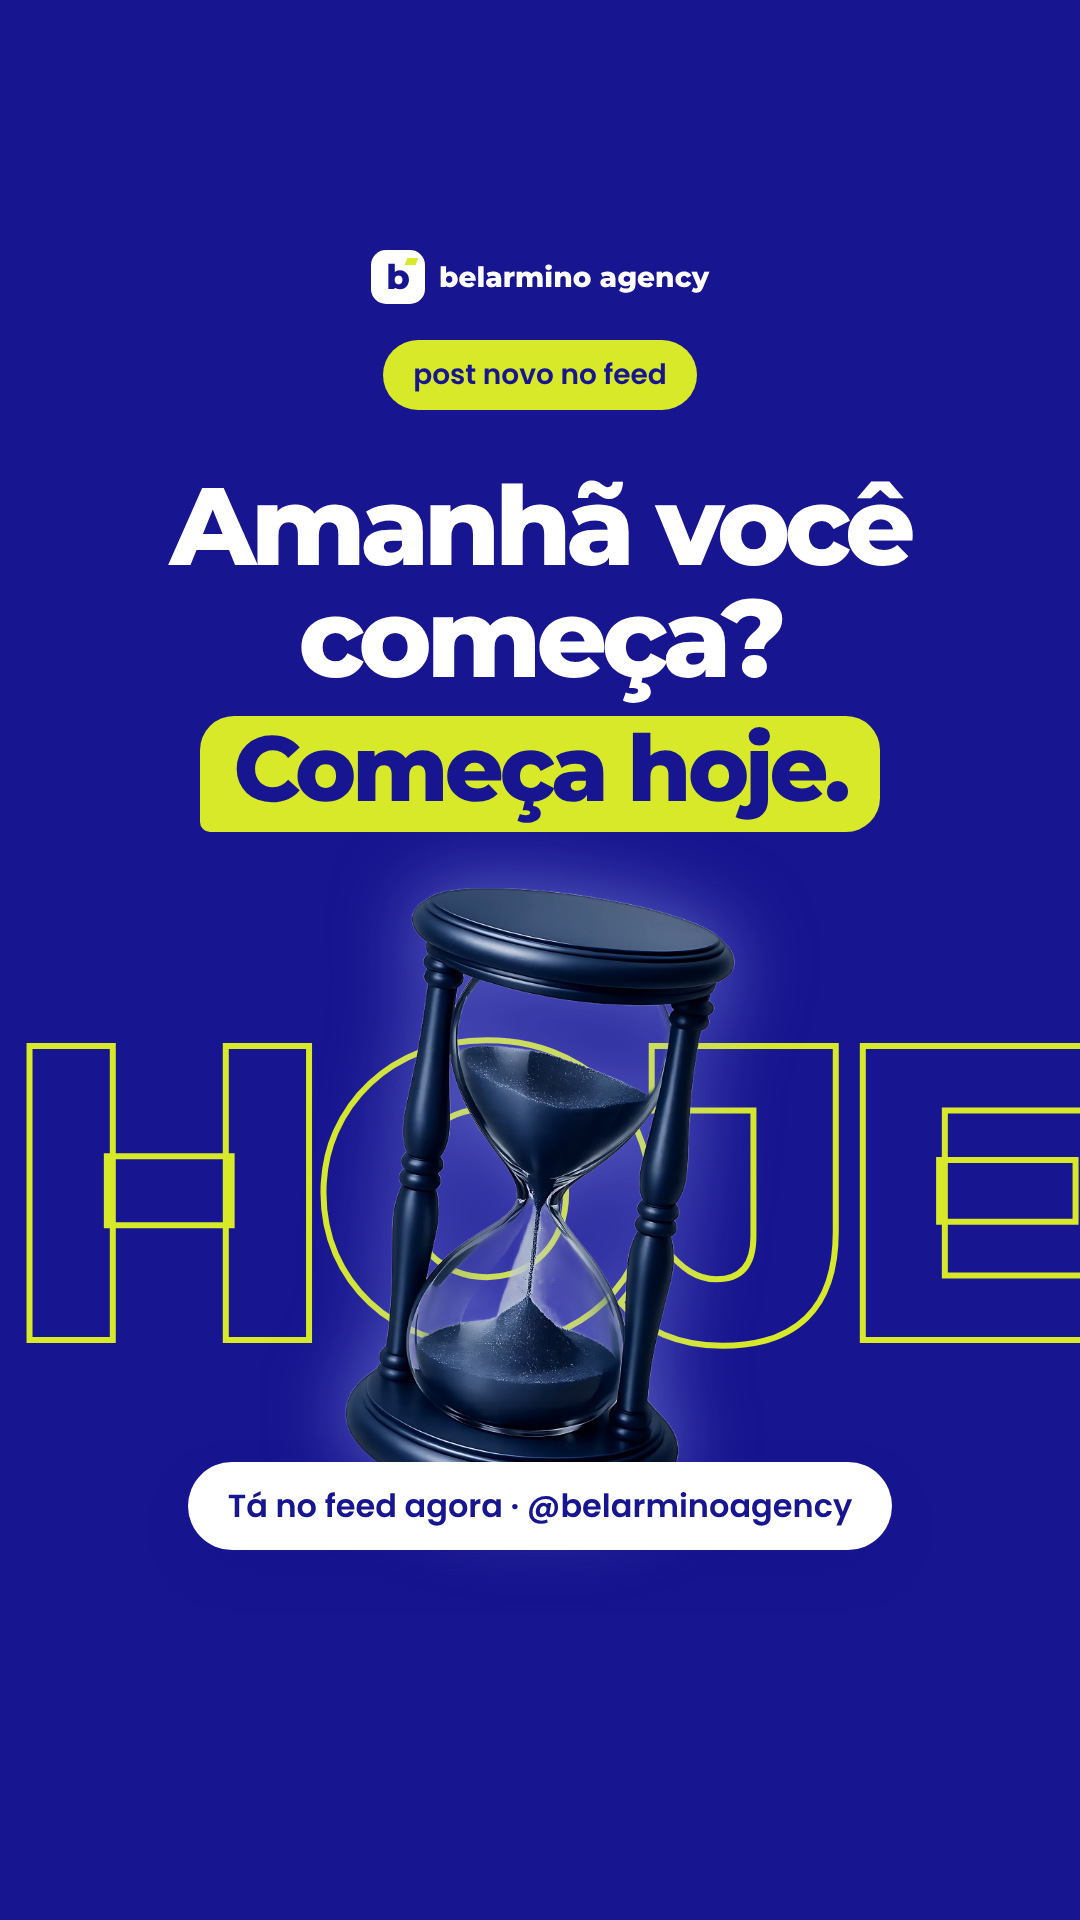 b belarmino agency
post novo no feed
Amanhã você
começa?
Começa hoje.
HOJE
Tá no feed agora · @belarminoagency